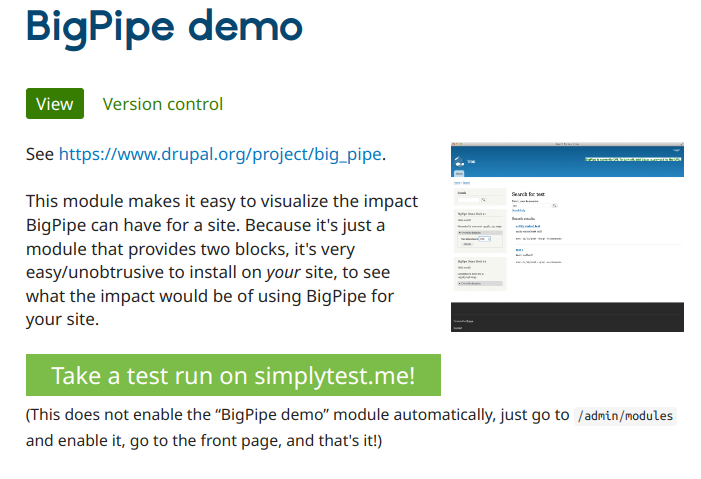 BigPipe demo
View
Version control
See https://www.drupal.org/project/big_pipe.
This module makes it easy to visualize the impact
BigPipe can have for a site. Because it's just a
module that provides two blocks, it's very
easy/unobtrusive to install on your site, to see
what the impact would be of using BigPipe for
your site.
Search for test
Take a test run on simplytest.me!
(This does not enable the “BigPipe demo” module automatically, just go to /admin/modules
and enable it, go to the front page, and that's it!)